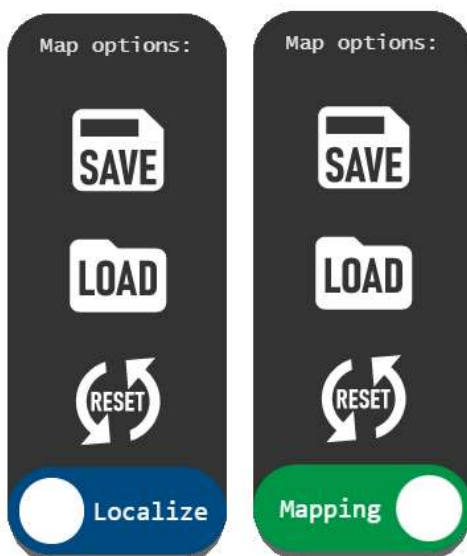 Map options:
SAVE
LOAD
RESET
Localize
Map options:
SAVE
LOAD
RESET
Mapping